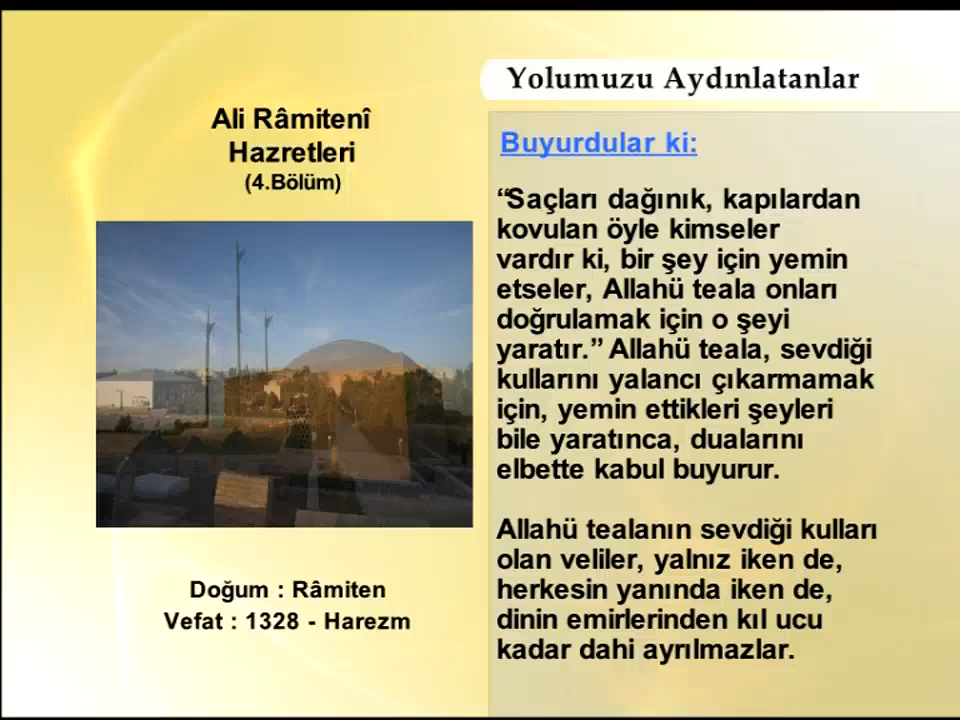 Yolumuzu Aydınlatanlar
Ali Râmitenî
Hazretleri
(4.Bölüm)
Doğum : Râmiten
Vefat : 1328 - Harezm
Buyurdular ki:
“Saçları dağınık, kapılardan
kovulan öyle kimseler
vardır ki, bir şey için yemin
etseler, Allahü teala onları
doğrulamak için o şeyi
yaratır.” Allahü teala, sevdiği
kullarını yalancı çıkarmamak
için, yemin ettikleri şeyleri
bile yaratınca, dualarını
elbette kabul buyurur.
Allahü tealanın sevdiği kulları
olan veliler, yalnız iken de,
herkesin yanında iken de,
dinin emirlerinden kıl ucu
kadar dahi ayrılmazlar.